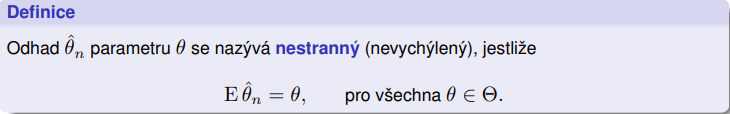 Definice
Odhad θ̂ₙ parametru θ se nazývá nestranný (nevychýlený), jestliže
E θ̂ₙ = θ, pro všechna θ ∈ Θ.